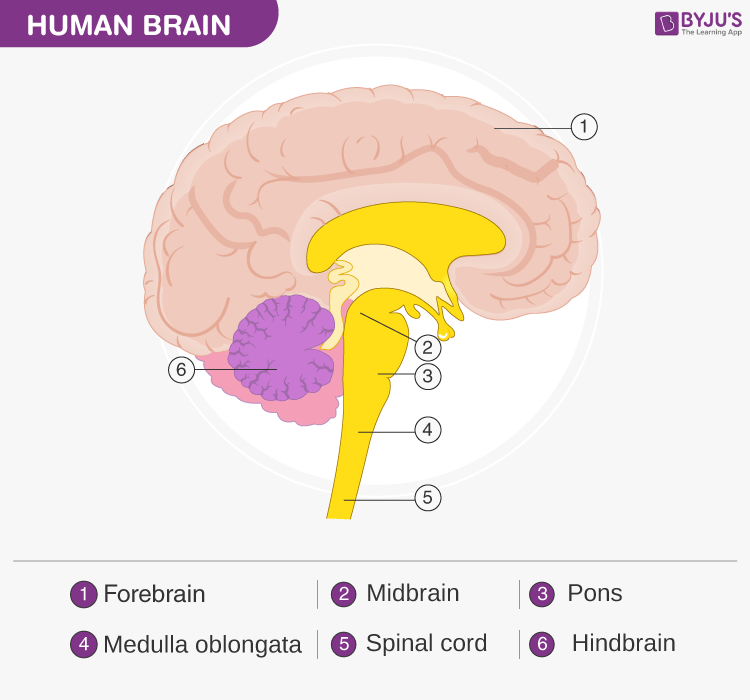 HUMAN BRAIN
BYJU'S
The Learning App
1
2
3
6
4
5
1 Forebrain
2 Midbrain
3 Pons
4 Medulla oblongata
5 Spinal cord
6 Hindbrain